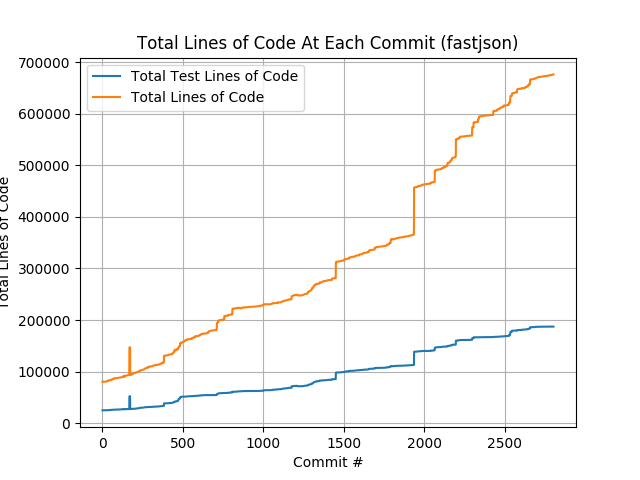 Total Lines of Code At Each Commit (fastjson)
Total Test Lines of Code
Total Lines of Code
700000
600000
500000
400000
300000
200000
100000
0
Total Lines of Code
0 500 1000 1500 2000 2500
Commit #